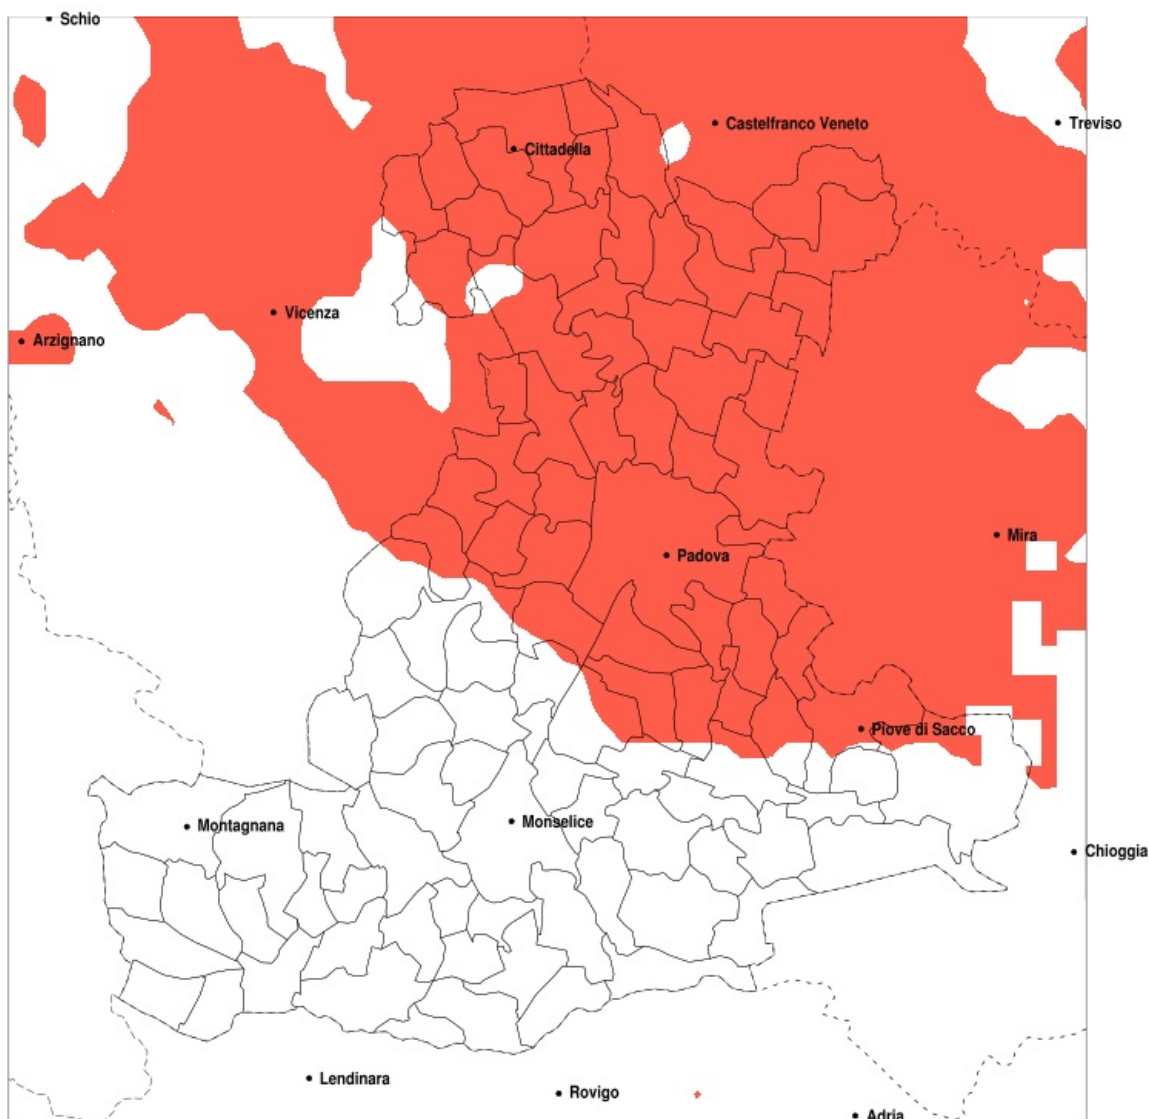 Schio
Castelfranco Veneto
Treviso
Cittadella
Vicenza
Arzignano
Mira
Padova
Piove di Sacco
Monselice
Montagnana
Chioggia
Lendinara
Rovigo
Adria